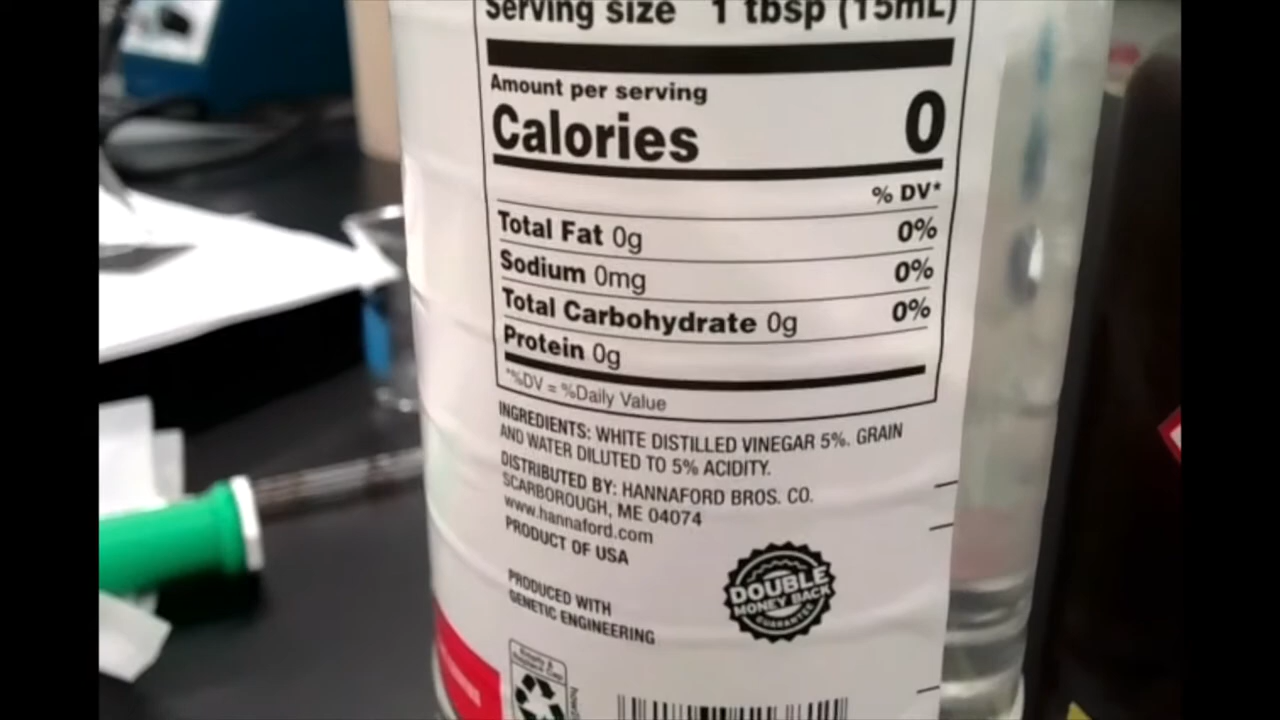 Serving size 1 tbsp (15mL)
Amount per serving
Calories 0
% DV*
Total Fat 0g 0%
Sodium 0mg 0%
Total Carbohydrate 0g 0%
Protein 0g
*%DV = %Daily Value
INGREDIENTS: WHITE DISTILLED VINEGAR 5%. GRAIN
AND WATER DILUTED TO 5% ACIDITY.
DISTRIBUTED BY: HANNAFORD BROS. CO.
SCARBOROUGH, ME 04074
www.hannaford.com
PRODUCT OF USA
DOUBLE
MONEY BACK
GUARANTEE
PRODUCED WITH
GENETIC ENGINEERING
Empty &
Replace Cap